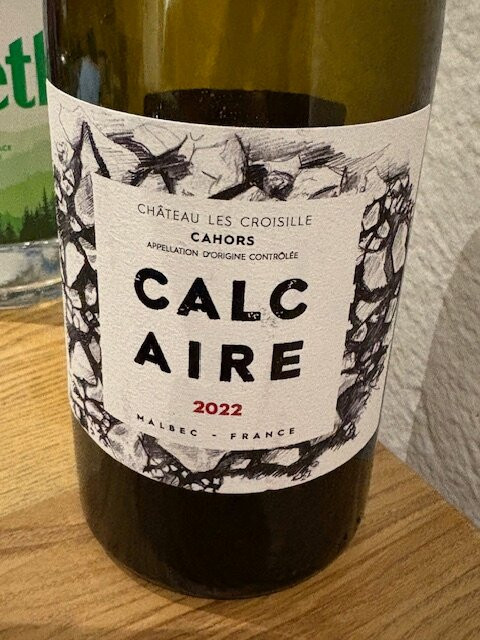 CHÂTEAU LES CROISILLE
CAHORS
APPELLATION D'ORIGINE CONTRÔLÉE
CALC
AIRE
2022
MALBEC - FRANCE